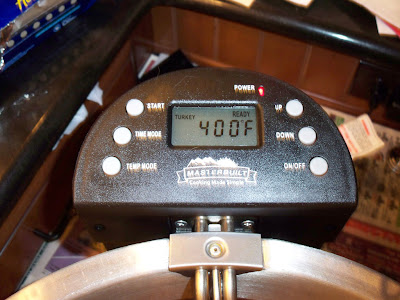 POWER
START
UP
TURKEY
READY
TIME MODE
400F
DOWN
TEMP MODE
MASTERBUILT
Cooking Made Simple
ON/OFF